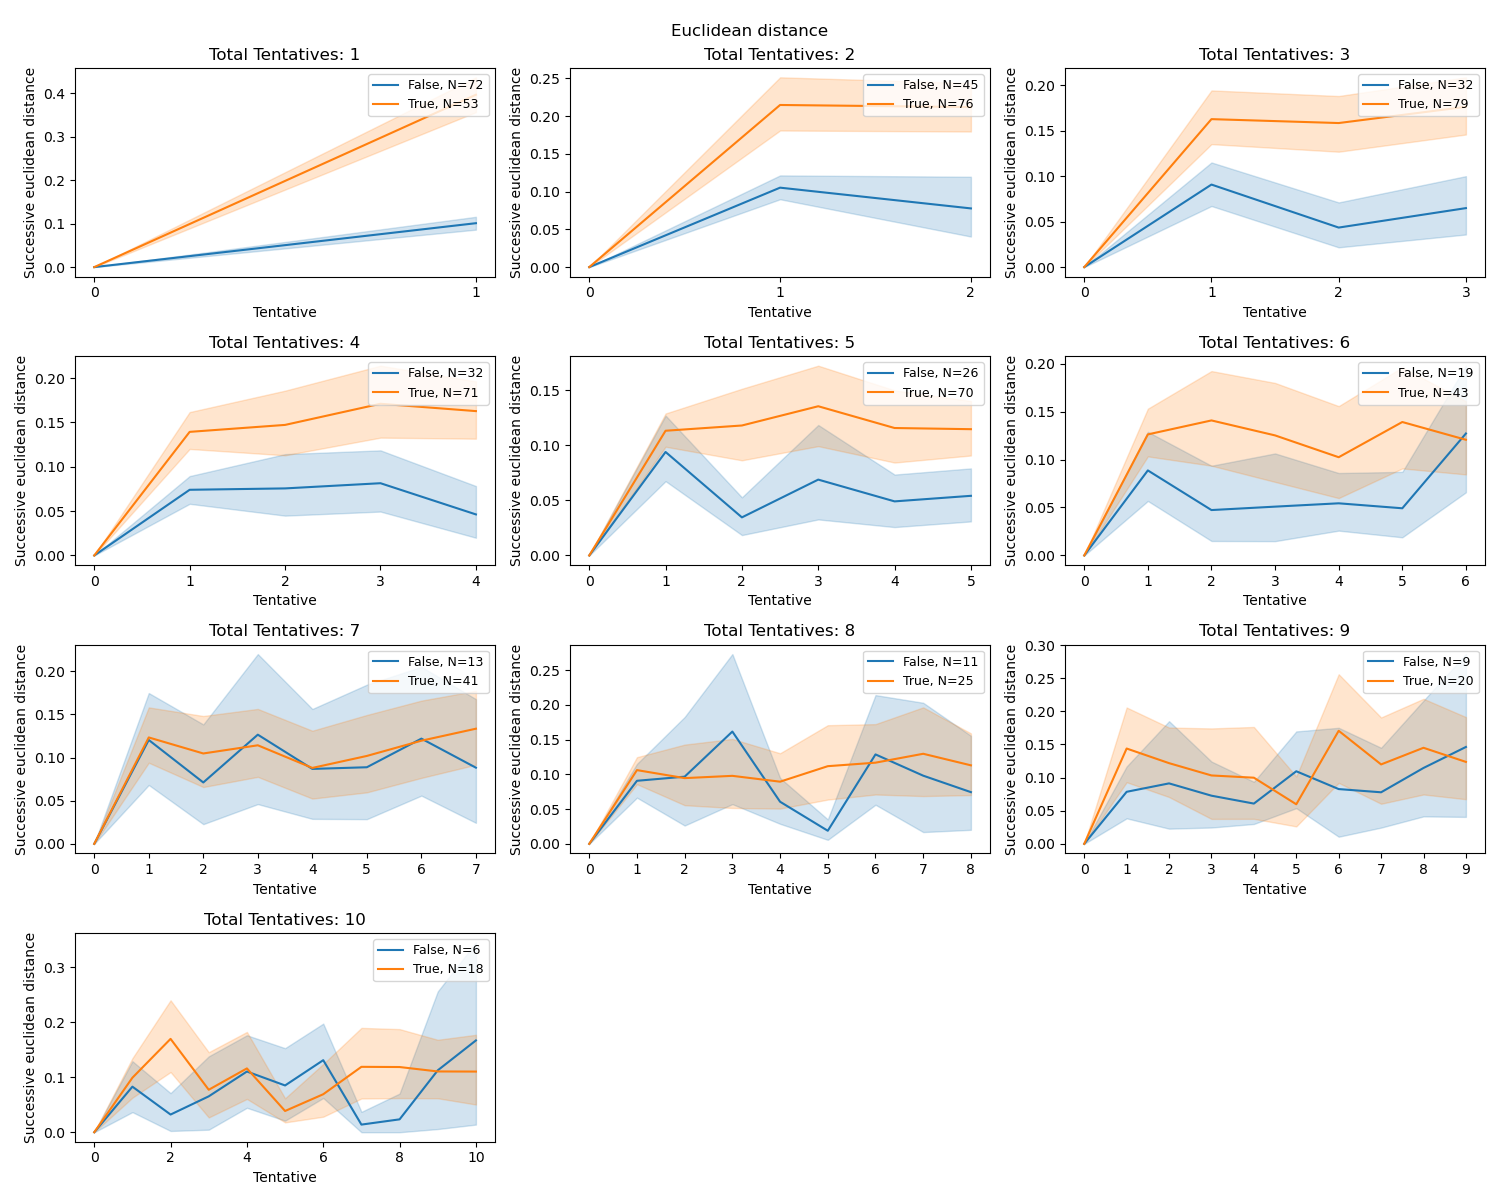 Euclidean distance
Total Tentatives: 1
Successive euclidean distance
0.4
0.3
0.2
0.1
0.0
False, N=72
True, N=53
0 1
Tentative
Total Tentatives: 2
Successive euclidean distance
0.25
0.20
0.15
0.10
0.05
0.00
False, N=45
True, N=76
0 1 2
Tentative
Total Tentatives: 3
Successive euclidean distance
0.20
0.15
0.10
0.05
0.00
False, N=32
True, N=79
0 1 2 3
Tentative
Total Tentatives: 4
Successive euclidean distance
0.20
0.15
0.10
0.05
0.00
False, N=32
True, N=71
0 1 2 3 4
Tentative
Total Tentatives: 5
Successive euclidean distance
0.15
0.10
0.05
0.00
False, N=26
True, N=70
0 1 2 3 4 5
Tentative
Total Tentatives: 6
Successive euclidean distance
0.20
0.15
0.10
0.05
0.00
False, N=19
True, N=43
0 1 2 3 4 5 6
Tentative
Total Tentatives: 7
Successive euclidean distance
0.20
0.15
0.10
0.05
0.00
False, N=13
True, N=41
0 1 2 3 4 5 6 7
Tentative
Total Tentatives: 8
Successive euclidean distance
0.25
0.20
0.15
0.10
0.05
0.00
False, N=11
True, N=25
0 1 2 3 4 5 6 7 8
Tentative
Total Tentatives: 9
Successive euclidean distance
0.30
0.25
0.20
0.15
0.10
0.05
0.00
False, N=9
True, N=20
0 1 2 3 4 5 6 7 8 9
Tentative
Total Tentatives: 10
Successive euclidean distance
0.3
0.2
0.1
0.0
False, N=6
True, N=18
0 2 4 6 8 10
Tentative